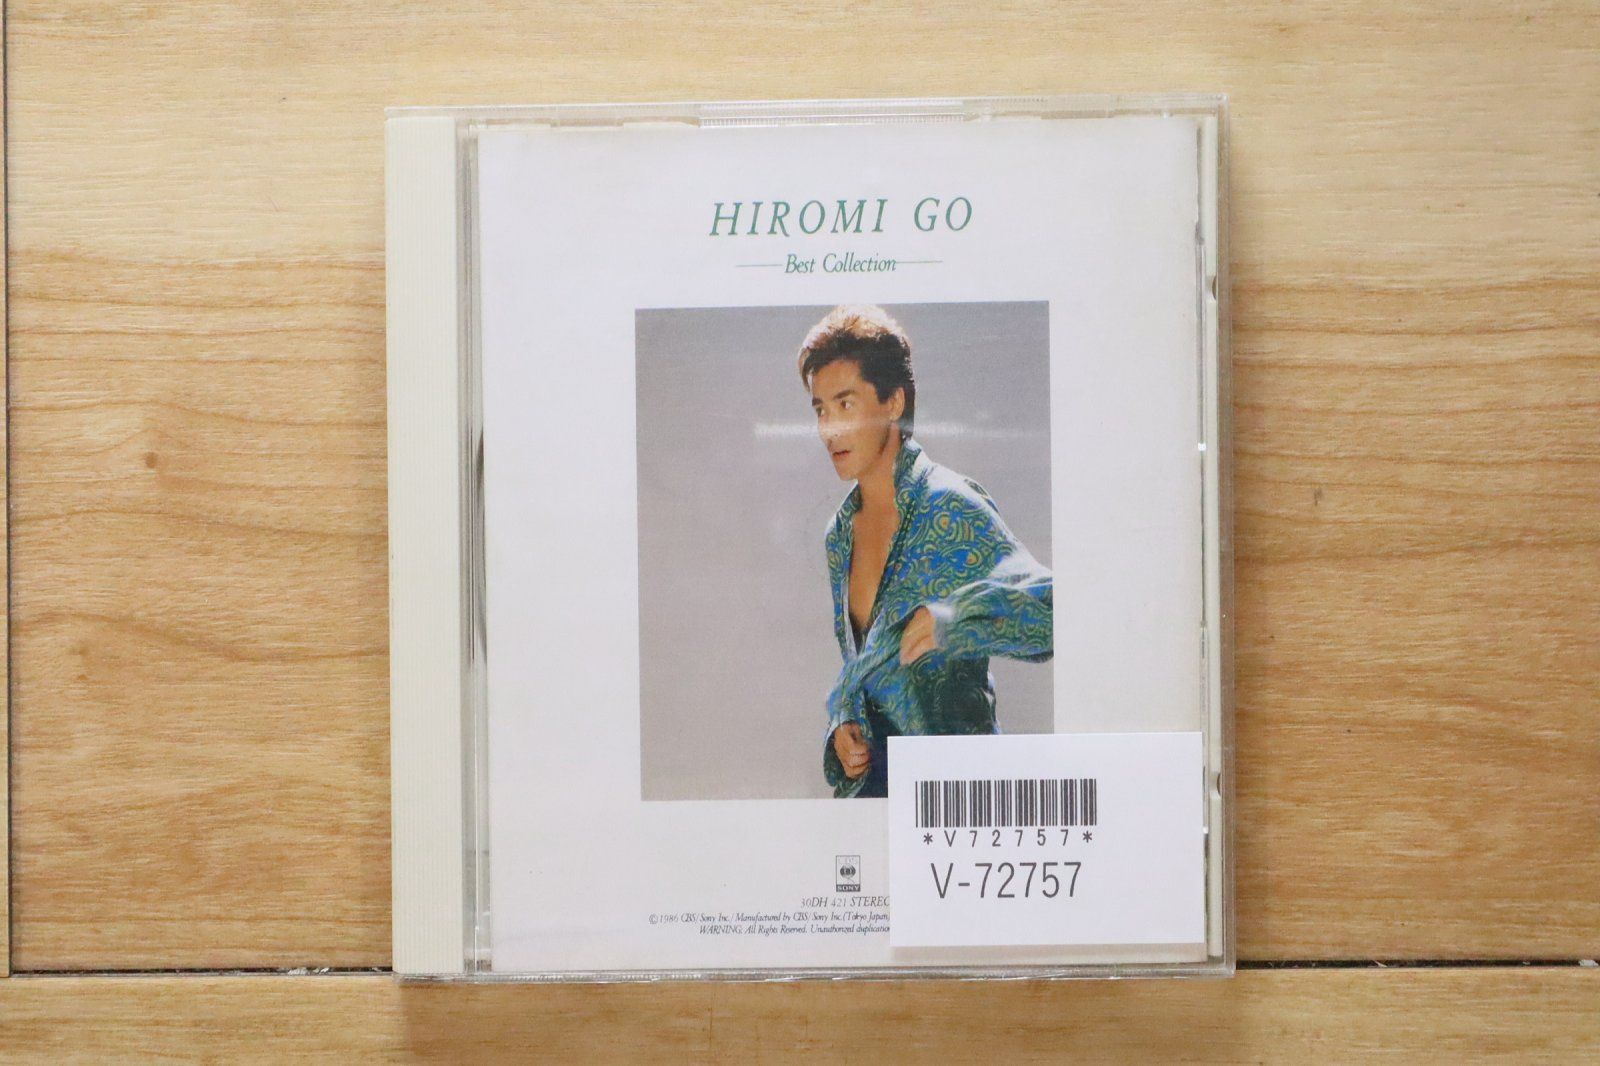 HIROMI GO
Best Collection
*V72757*
V-72757
CBS
SONY
30DH 421 STEREO
©1986 CBS/Sony Inc./Manufactured by CBS/Sony Inc.(Tokyo Japan)
WARNING: All Rights Reserved. Unauthorized duplication